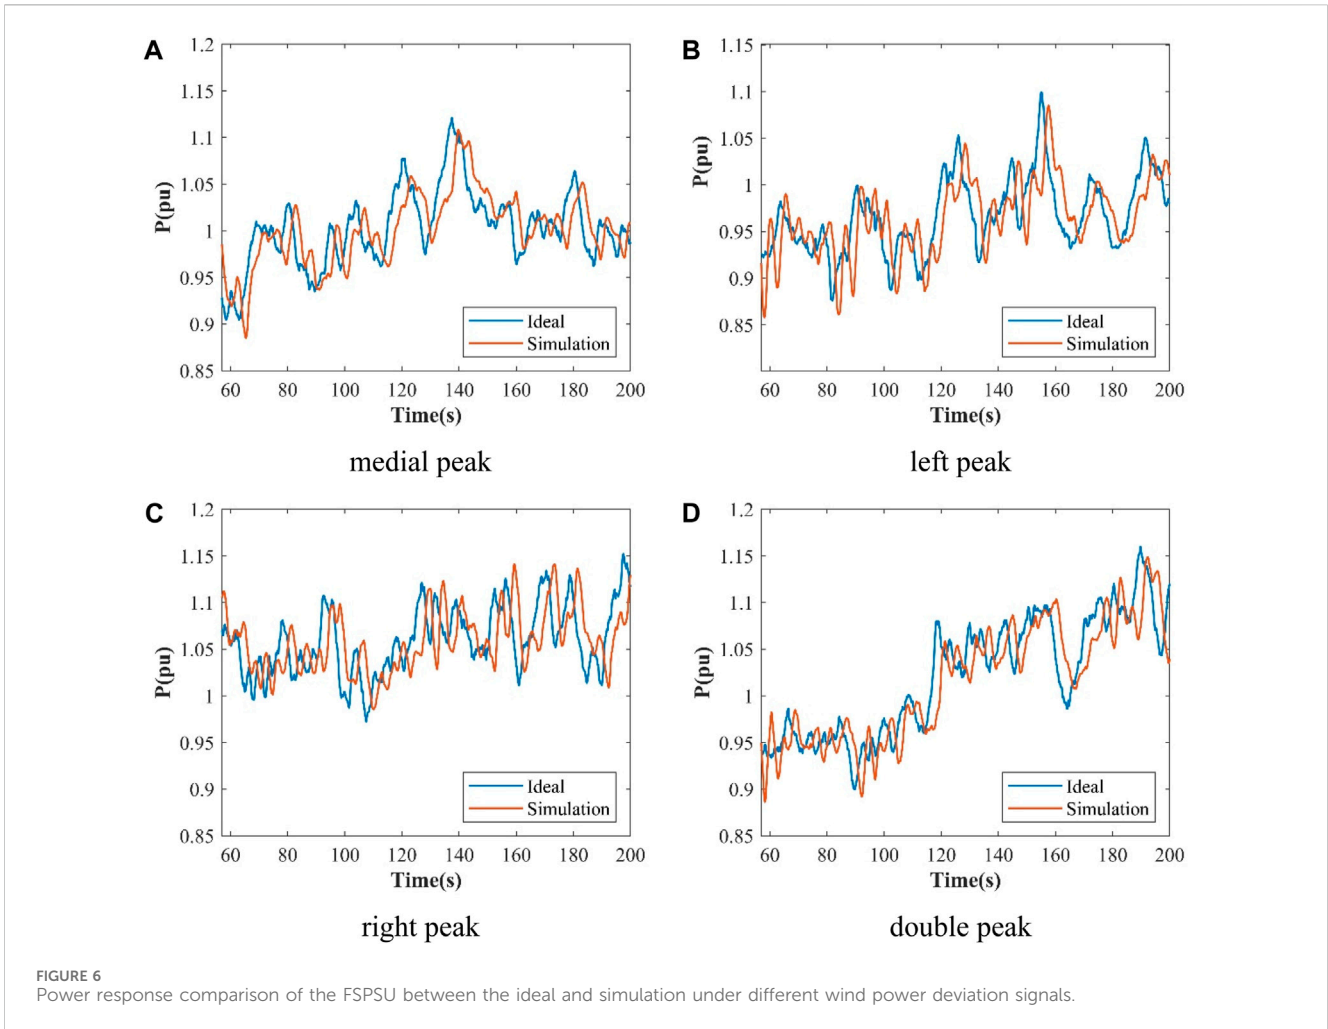 A
1.2
1.15
1.1
1.05
1
0.95
0.9
0.85
P(pu)
60 80 100 120 140 160 180 200
Time(s)
Ideal
Simulation
medial peak
B
1.15
1.1
1.05
1
0.95
0.9
0.85
P(pu)
60 80 100 120 140 160 180 200
Time(s)
Ideal
Simulation
left peak
C
1.2
1.15
1.1
1.05
1
0.95
0.9
0.85
P(pu)
60 80 100 120 140 160 180 200
Time(s)
Ideal
Simulation
right peak
D
1.2
1.15
1.1
1.05
1
0.95
0.9
0.85
P(pu)
60 80 100 120 140 160 180 200
Time(s)
Ideal
Simulation
double peak
FIGURE 6
Power response comparison of the FSPSU between the ideal and simulation under different wind power deviation signals.